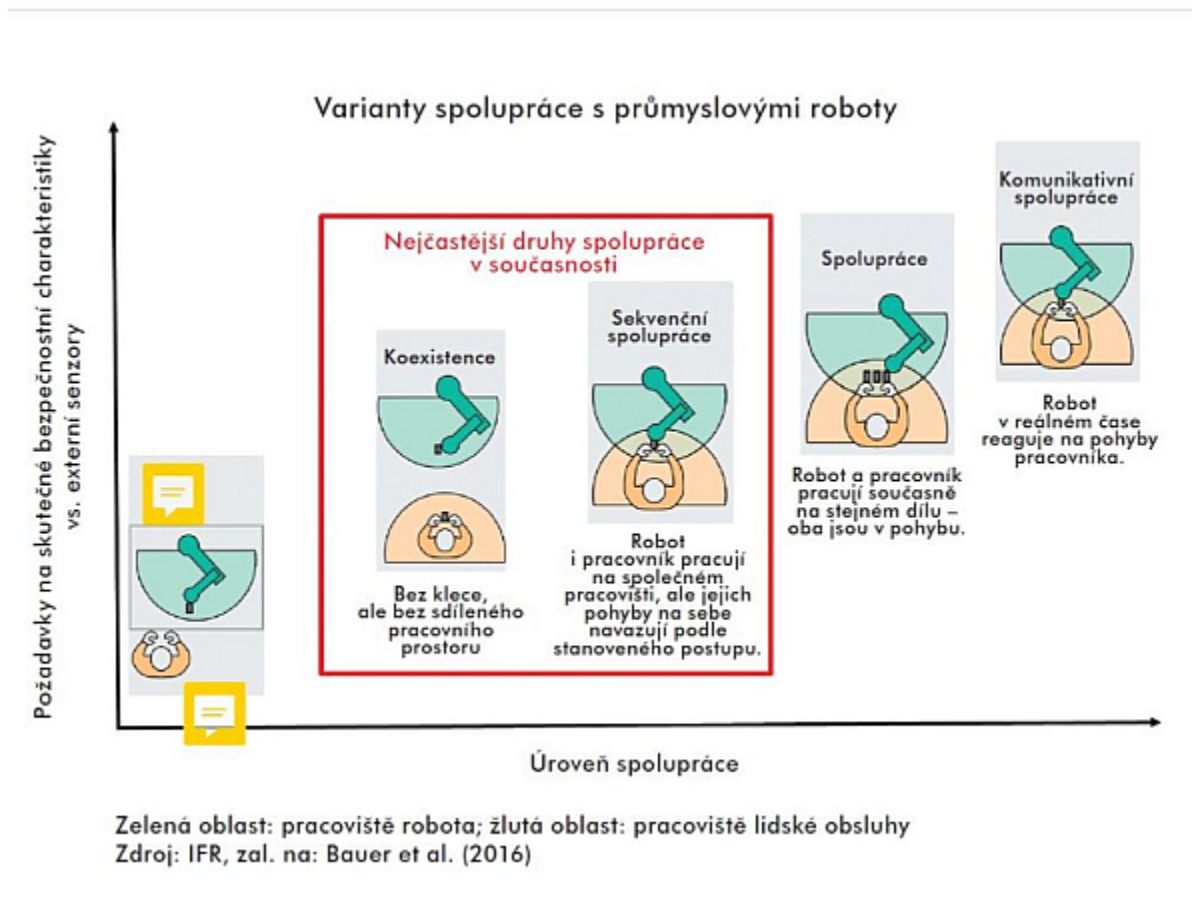 Varianty spolupráce s průmyslovými roboty
Požadavky na skutečné bezpečnostní charakteristiky
vs. externí senzory
Nejčastější druhy spolupráce
v současnosti
Koexistence
Bez klece,
ale bez sdíleného
pracovního
prostoru
Sekvenční
spolupráce
Robot
i pracovník pracují
na společném
pracovišti, ale jejich
pohyby na sebe
navazují podle
stanoveného postupu.
Spolupráce
Robot a pracovník
pracují současně
na stejném dílu –
oba jsou v pohybu.
Komunikativní
spolupráce
Robot
v reálném čase
reaguje na pohyby
pracovníka.
Úroveň spolupráce
Zelená oblast: pracoviště robota; žlutá oblast: pracoviště lidské obsluhy
Zdroj: IFR, zal. na: Bauer et al. (2016)